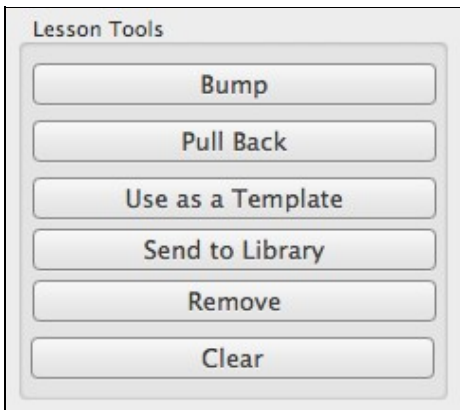 Lesson Tools
Bump
Pull Back
Use as a Template
Send to Library
Remove
Clear